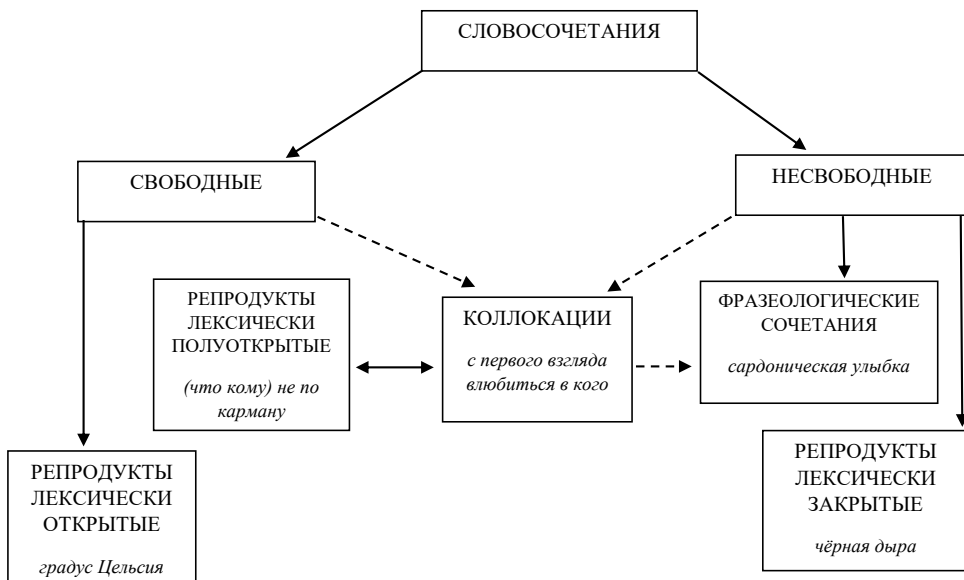 СЛОВОСОЧЕТАНИЯ
СВОБОДНЫЕ
НЕСВОБОДНЫЕ
РЕПРОДУКТЫ
ЛЕКСИЧЕСКИ
ПОЛУОТКРЫТЫЕ
(что кому) не по
карману
КОЛЛОКАЦИИ
с первого взгляда
влюбиться в кого
ФРАЗЕОЛОГИЧЕСКИЕ
СОЧЕТАНИЯ
сардоническая улыбка
РЕПРОДУКТЫ
ЛЕКСИЧЕСКИ
ОТКРЫТЫЕ
градус Цельсия
РЕПРОДУКТЫ
ЛЕКСИЧЕСКИ
ЗАКРЫТЫЕ
чёрная дыра